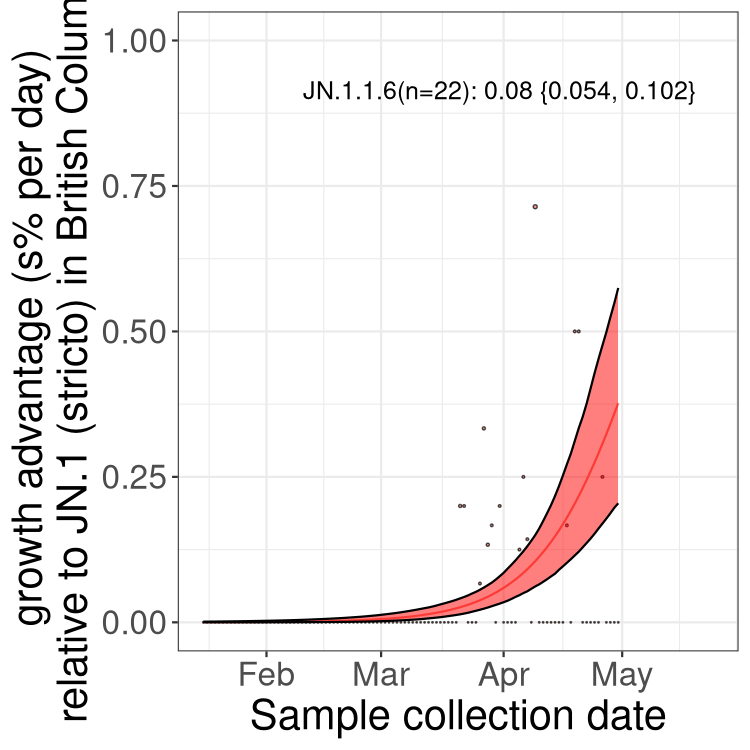 growth advantage (s% per day)
relative to JN.1 (stricto) in British Colum
1.00
0.75
0.50
0.25
0.00
JN.1.1.6(n=22): 0.08 {0.054, 0.102}
Feb Mar Apr May
Sample collection date